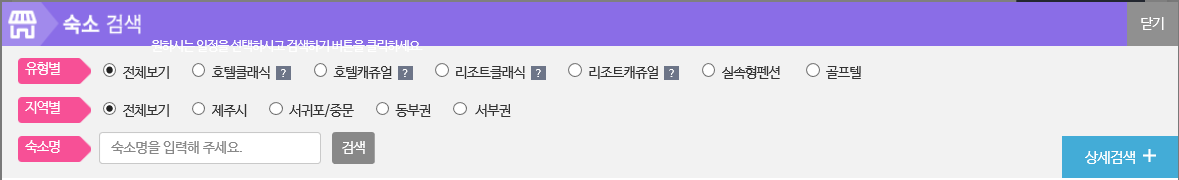 숙소 검색
닫기
원하시는 일정을 선택하시고 검색하기 버튼을 클릭하세요.
유형별 전체보기 호텔클래식 ? 호텔캐쥬얼 ? 리조트클래식 ? 리조트캐쥬얼 ? 실속형펜션 골프텔
지역별 전체보기 제주시 서귀포/중문 동부권 서부권
숙소명 숙소명을 입력해 주세요. 검색
상세검색 +